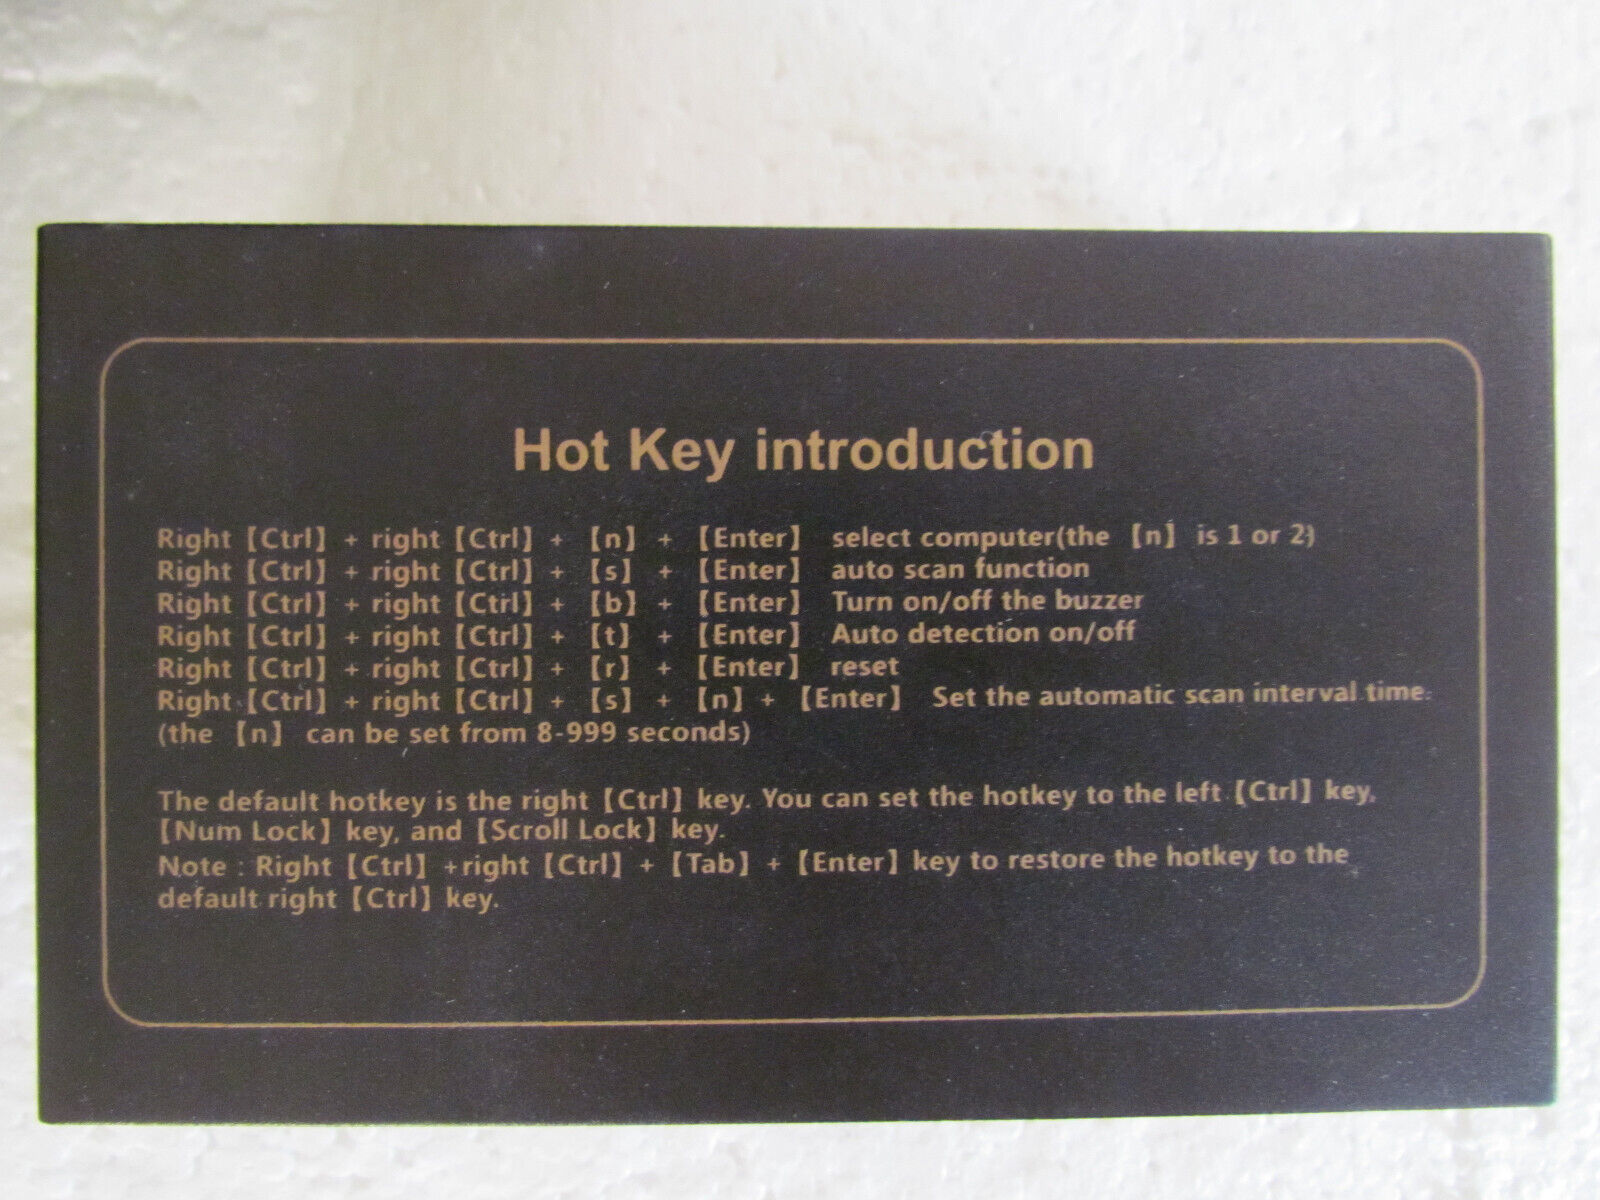 Hot Key introduction
Right【Ctrl】 + right【Ctrl】 + 【n】 + 【Enter】 select computer(the 【n】 is 1 or 2)
Right【Ctrl】 + right【Ctrl】 + 【s】 + 【Enter】 auto scan function
Right【Ctrl】 + right【Ctrl】 + 【b】 + 【Enter】 Turn on/off the buzzer
Right【Ctrl】 + right【Ctrl】 + 【t】 + 【Enter】 Auto detection on/off
Right【Ctrl】 + right【Ctrl】 + 【r】 + 【Enter】 reset
Right【Ctrl】 + right【Ctrl】 + 【s】 + 【n】 + 【Enter】 Set the automatic scan interval time.
(the 【n】 can be set from 8-999 seconds)
The default hotkey is the right【Ctrl】 key. You can set the hotkey to the left【Ctrl】 key,
【Num Lock】 key, and【Scroll Lock】 key.
Note : Right【Ctrl】 +right【Ctrl】 + 【Tab】 + 【Enter】 key to restore the hotkey to the
default right【Ctrl】 key.